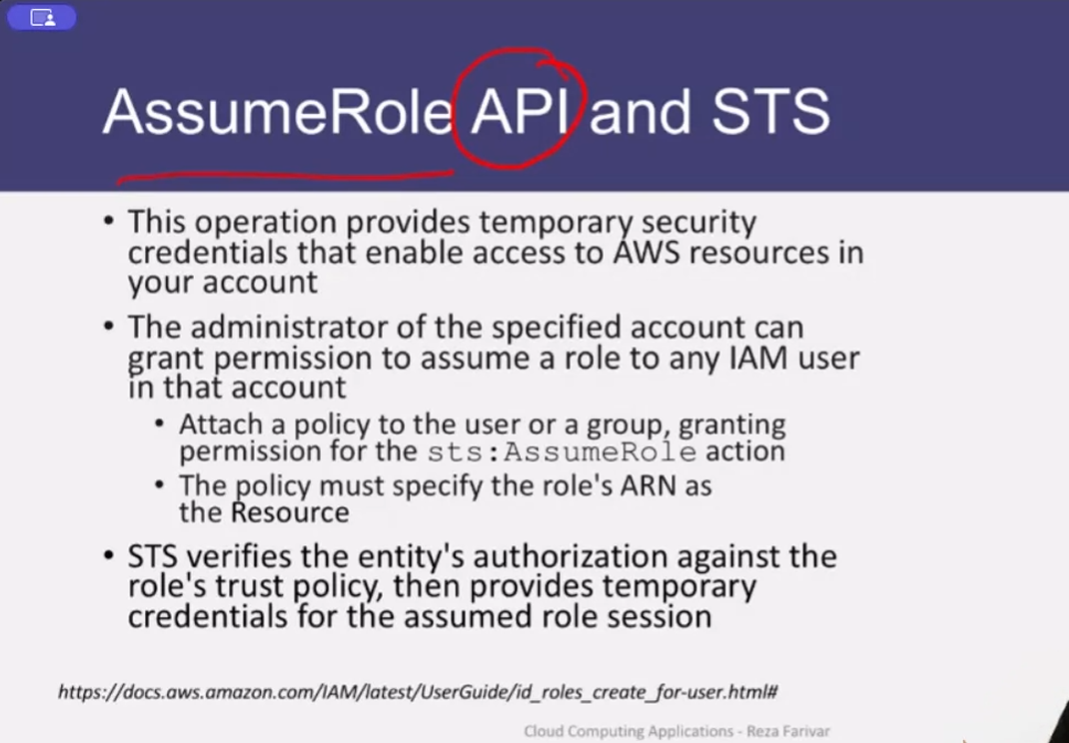 AssumeRole API and STS
• This operation provides temporary security
credentials that enable access to AWS resources in
your account
• The administrator of the specified account can
grant permission to assume a role to any IAM user
in that account
• Attach a policy to the user or a group, granting
permission for the sts:AssumeRole action
• The policy must specify the role's ARN as
the Resource
• STS verifies the entity's authorization against the
role's trust policy, then provides temporary
credentials for the assumed role session
https://docs.aws.amazon.com/IAM/latest/UserGuide/id_roles_create_for-user.html#
Cloud Computing Applications - Reza Farivar